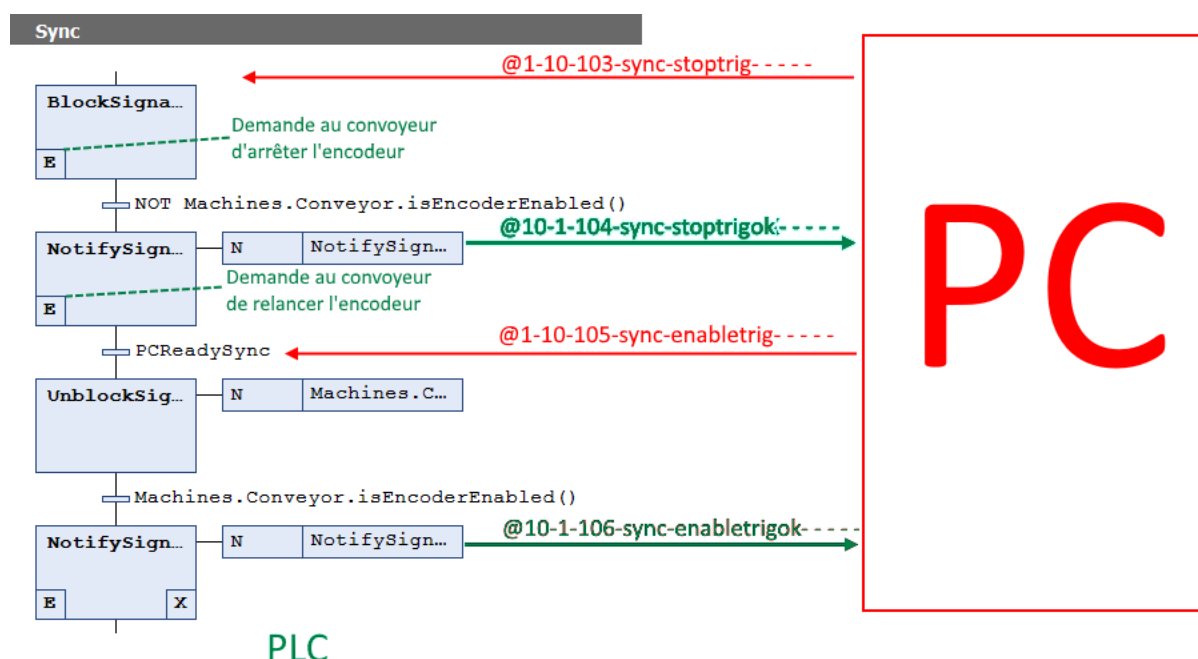 Sync
@1-10-103-sync-stoptrig- - - - -
BlockSigna…
Demande au convoyeur
d'arrêter l'encodeur
E
NOT Machines.Conveyor.isEncoderEnabled()
@10-1-104-sync-stoptrigok- - - - -
NotifySign…
N
NotifySign…
Demande au convoyeur
de relancer l'encodeur
E
@1-10-105-sync-enabletrig- - - - -
PCReadySync
UnblockSig…
N
Machines.C…
Machines.Conveyor.isEncoderEnabled()
@10-1-106-sync-enabletrigok- - - - -
NotifySign…
N
NotifySign…
E
X
PLC
PC